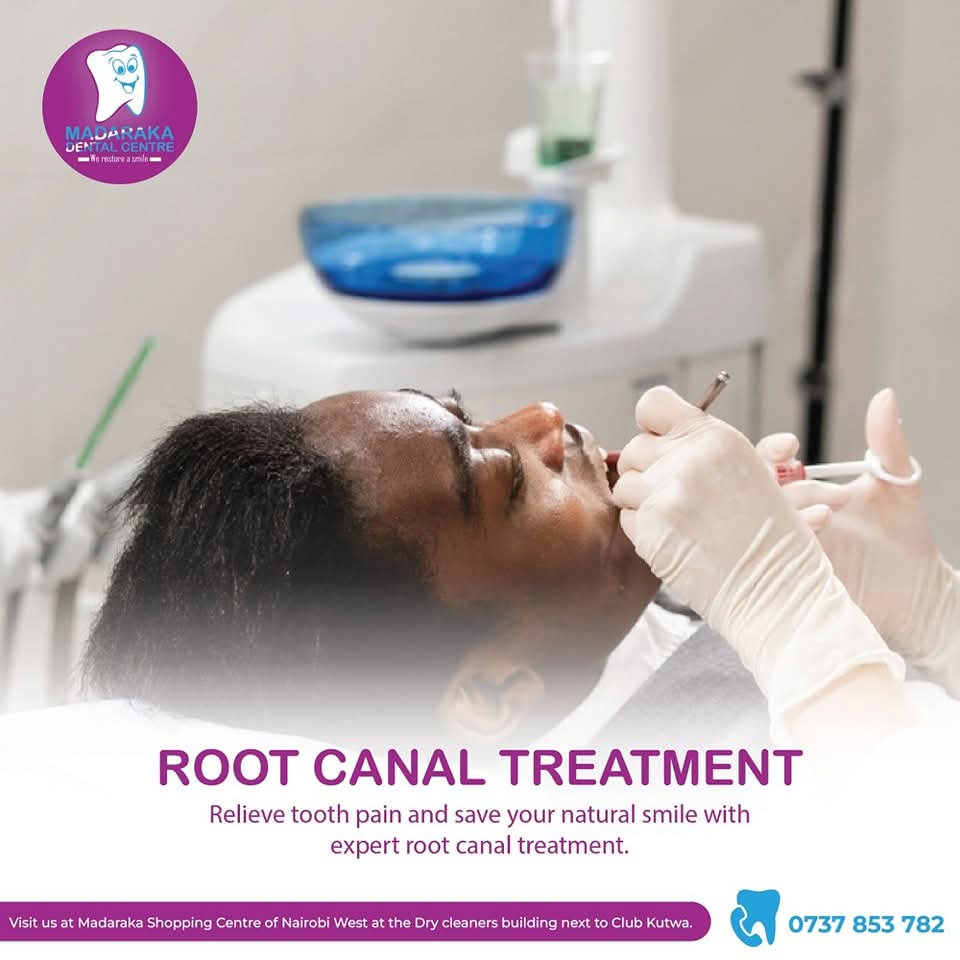 MADARAKA
DENTAL CENTRE
We restore a smile
ROOT CANAL TREATMENT
Relieve tooth pain and save your natural smile with
expert root canal treatment.
Visit us at Madaraka Shopping Centre of Nairobi West at the Dry cleaners building next to Club Kutwa.
0737 853 782